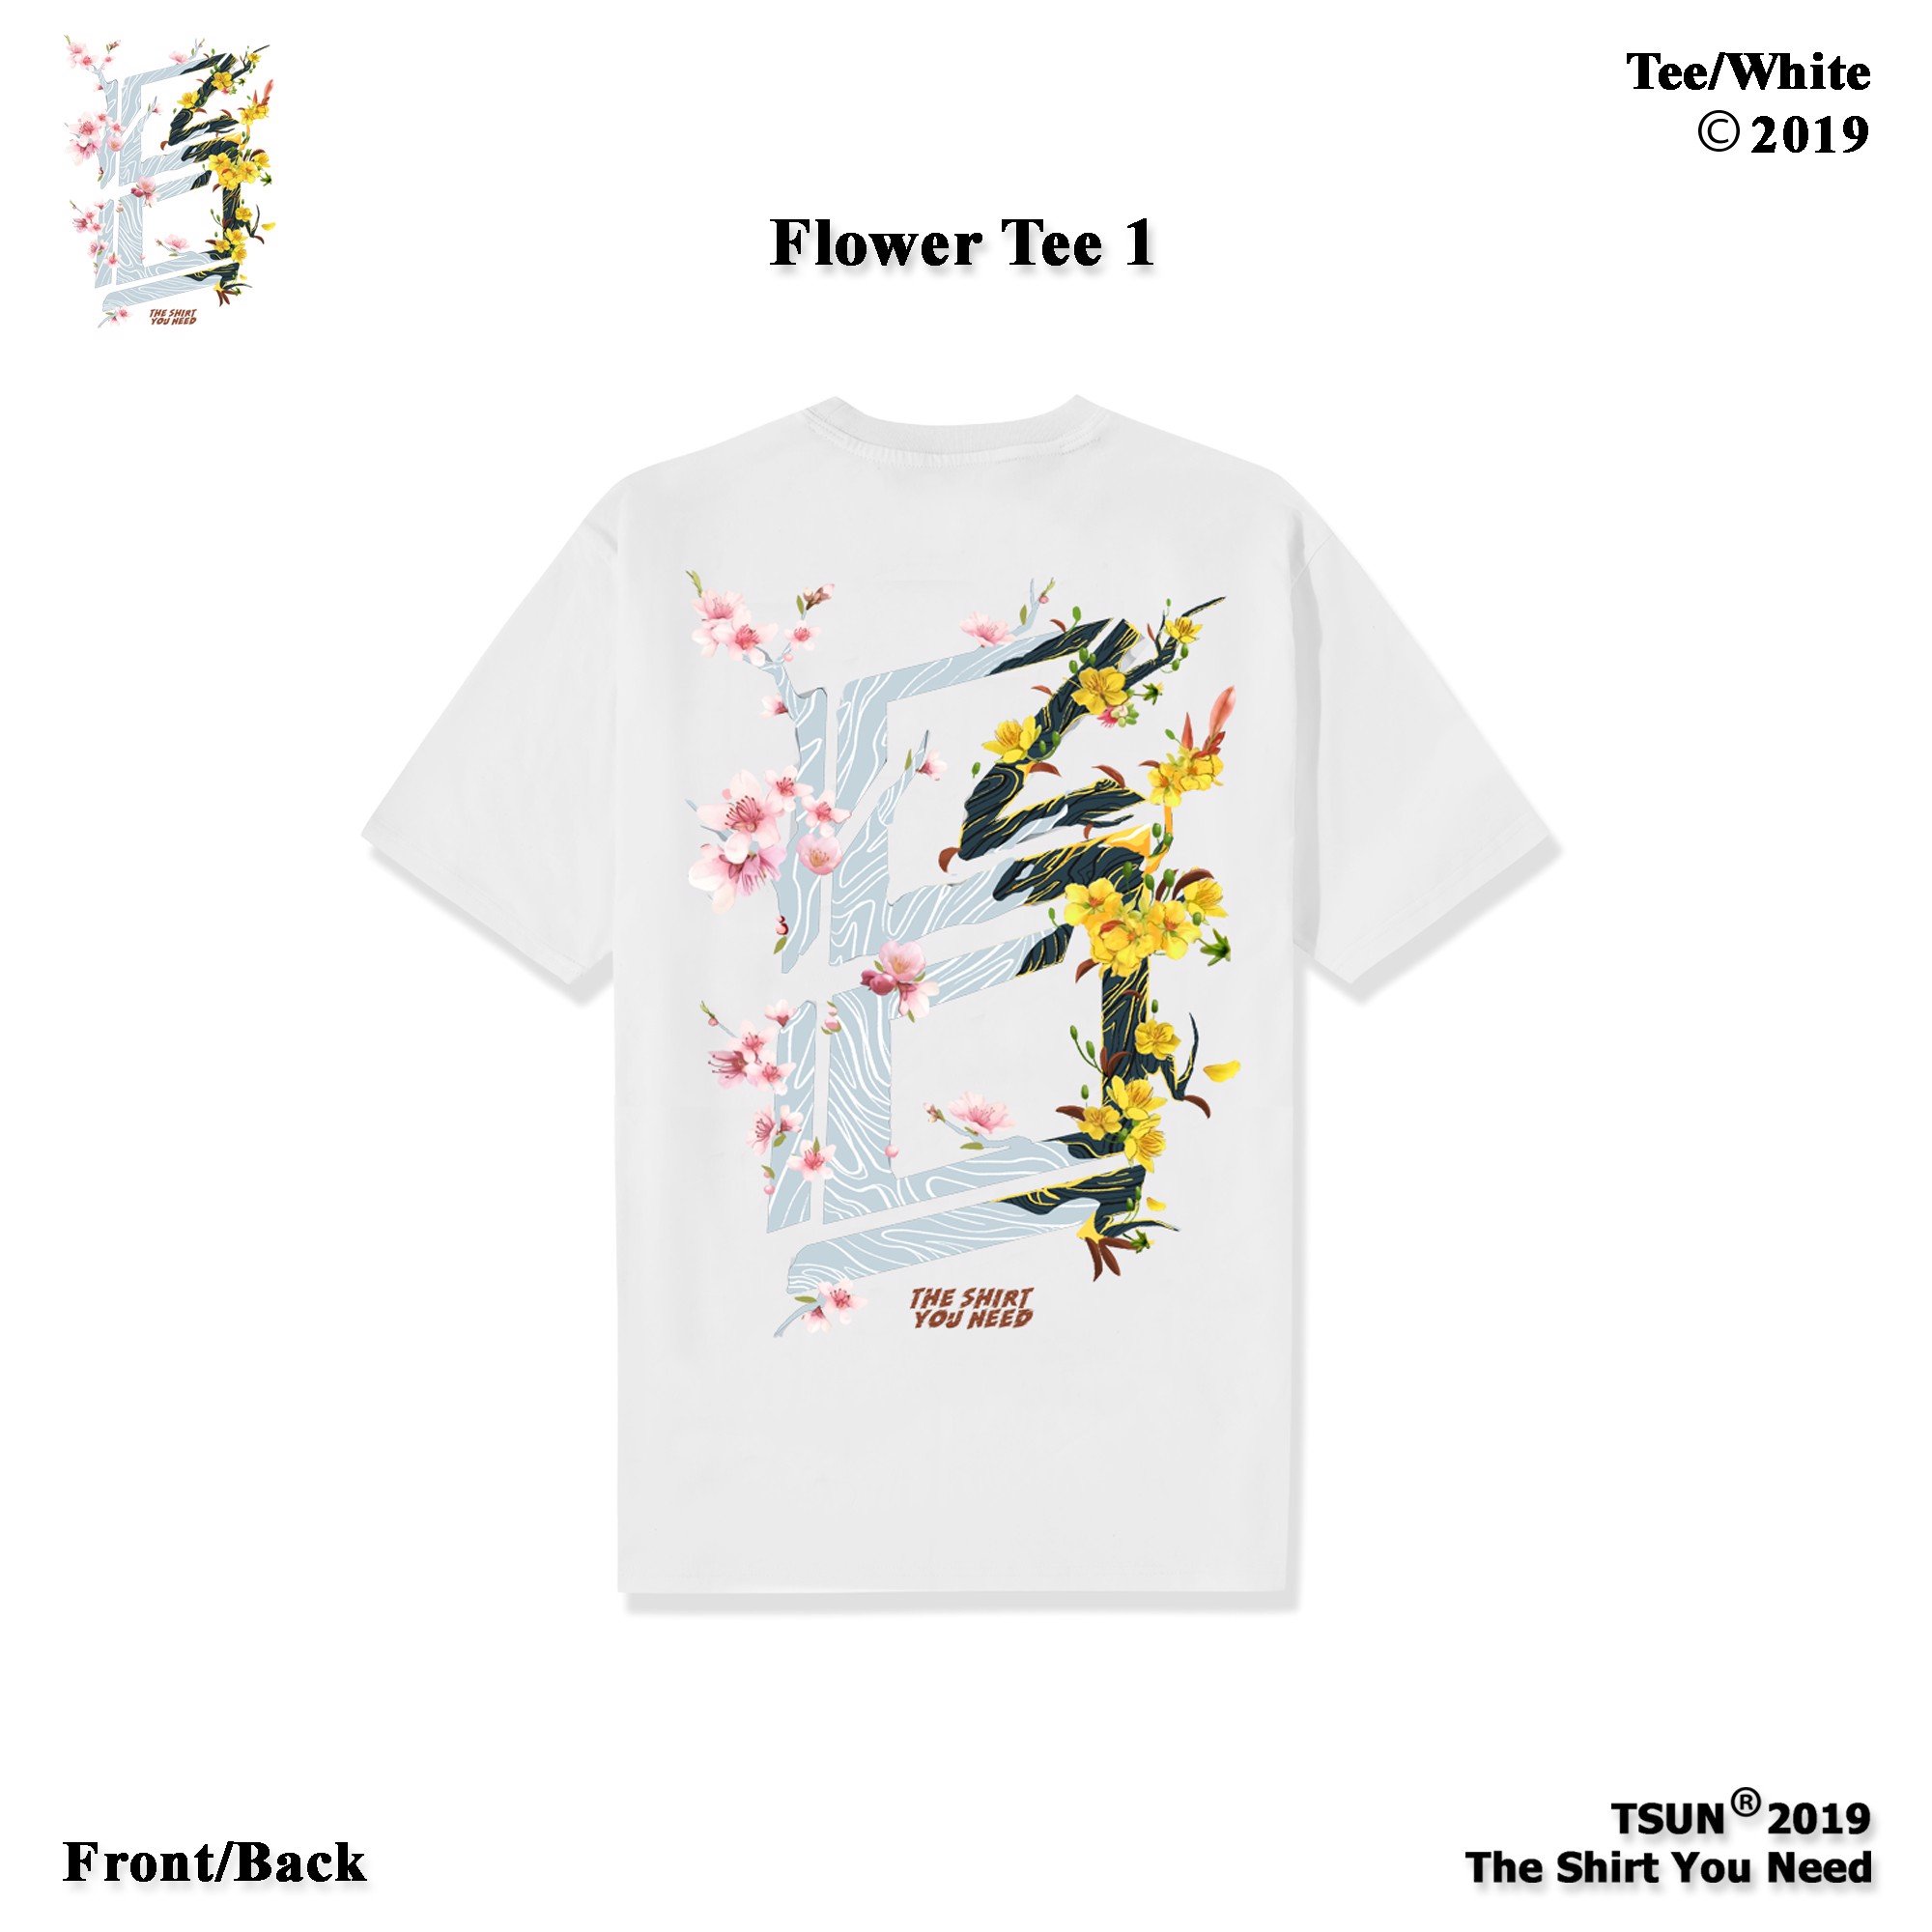 Tee/White
© 2019
Flower Tee 1
THE SHIRT
YOU NEED
THE SHIRT
YOU NEED
Front/Back
TSUN® 2019
The Shirt You Need